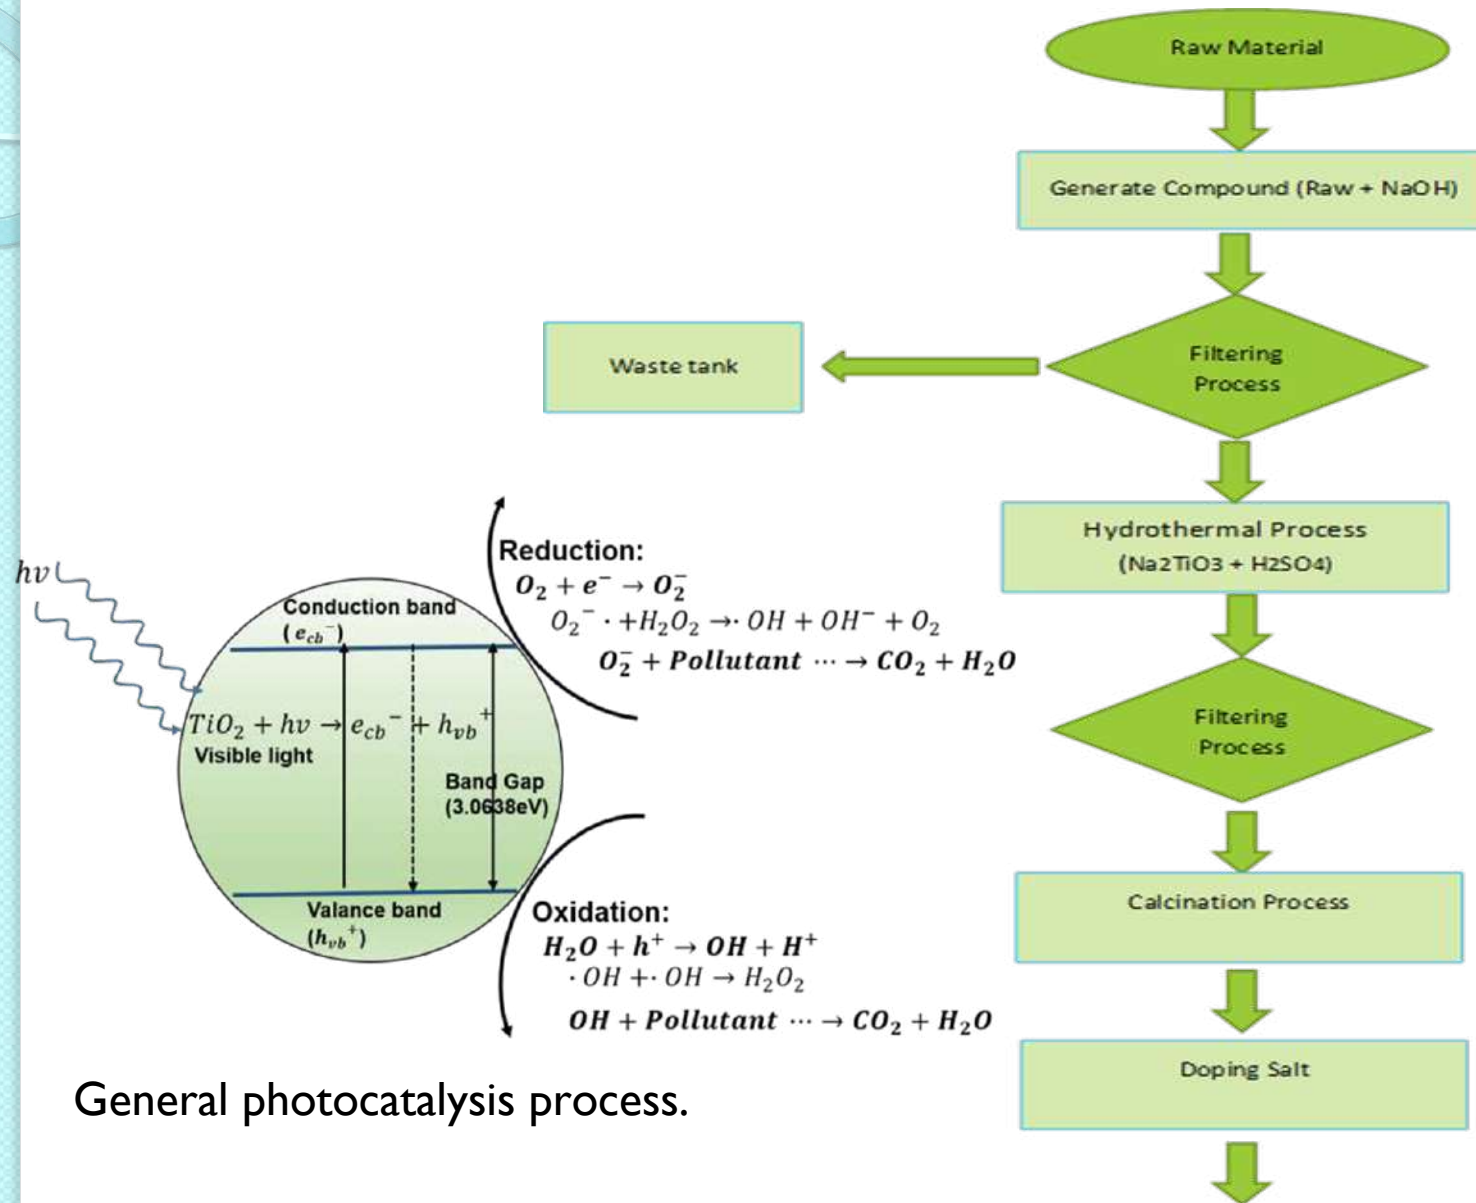 Raw Material
Generate Compound (Raw + NaOH)
Filtering
Process
Waste tank
Hydrothermal Process
(Na2TiO3 + H2SO4)
Filtering
Process
Calcination Process
Doping Salt
hν
Conduction band
(e_cb⁻)
TiO₂ + hν → e_cb⁻ + h_vb⁺
Visible light
Band Gap
(3.0638eV)
Valance band
(h_vb⁺)
Reduction:
O₂ + e⁻ → O₂⁻
O₂⁻ · +H₂O₂ →· OH + OH⁻ + O₂
O₂⁻ + Pollutant ⋯ → CO₂ + H₂O
Oxidation:
H₂O + h⁺ → OH + H⁺
· OH +· OH → H₂O₂
OH + Pollutant ⋯ → CO₂ + H₂O
General photocatalysis process.